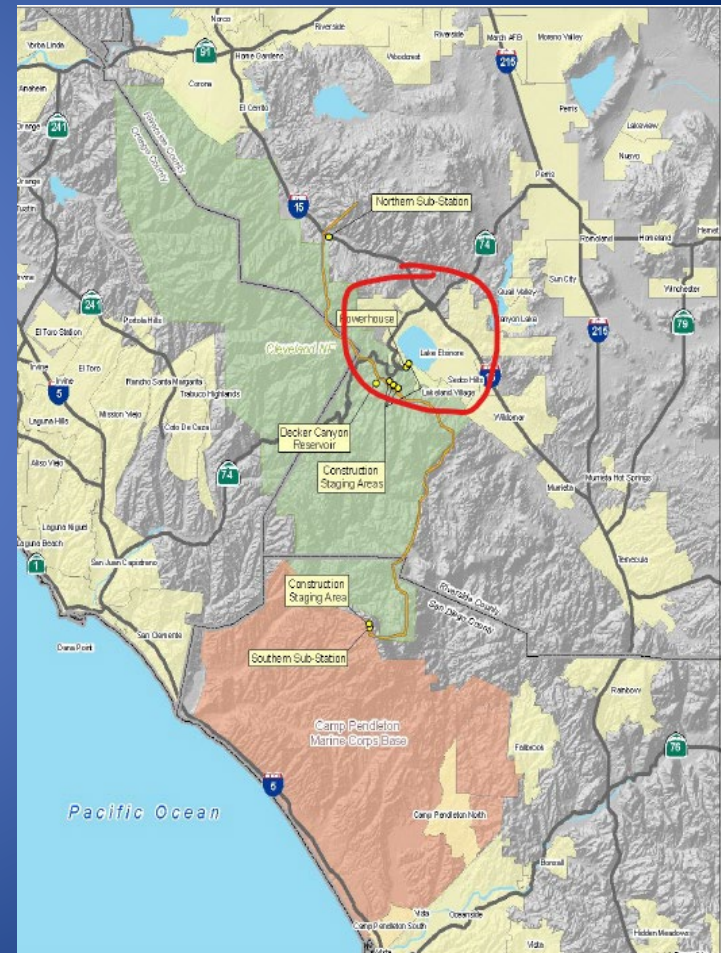 Norco
Riverside
Riverside
March AFB
Moreno Valley
Yorba Linda
91
Home Gardens
Woodcrest
215
Anaheim
Corona
El Cerrito
Perris
Orange
241
Riverside County
Orange County
Lakeview
Nuevo
Orange
Perris
Tustin
15
Northern Sub-Station
74
Romoland
Homeland
Hemet
Irvine
Sun City
241
Quail Valley
Winchester
Portola Hills
Powerhouse
Canyon Lake
215
79
El Toro Station
Cleveland NF
Lake Elsinore
Irvine
El Toro
Rancho Santa Margarita
Sedco Hills
5
Trabuco Highlands
Lakeland Village
Mission Viejo
Wildomar
Laguna Hills
Coto De Caza
Decker Canyon
Reservoir
Aliso Viejo
Construction
Staging Areas
74
Murrieta Hot Springs
Murrieta
Laguna Niguel
Laguna Beach
1
San Juan Capistrano
Temecula
Construction
Staging Area
Riverside County
San Diego County
San Clemente
Dana Point
Southern Sub-Station
Rainbow
Camp Pendleton
Marine Corps Base
Fallbrook
76
5
Pacific Ocean
Camp Pendleton North
Bonsall
Vista
Oceanside
Camp Pendleton South
Hidden Meadows
Vista
Vista